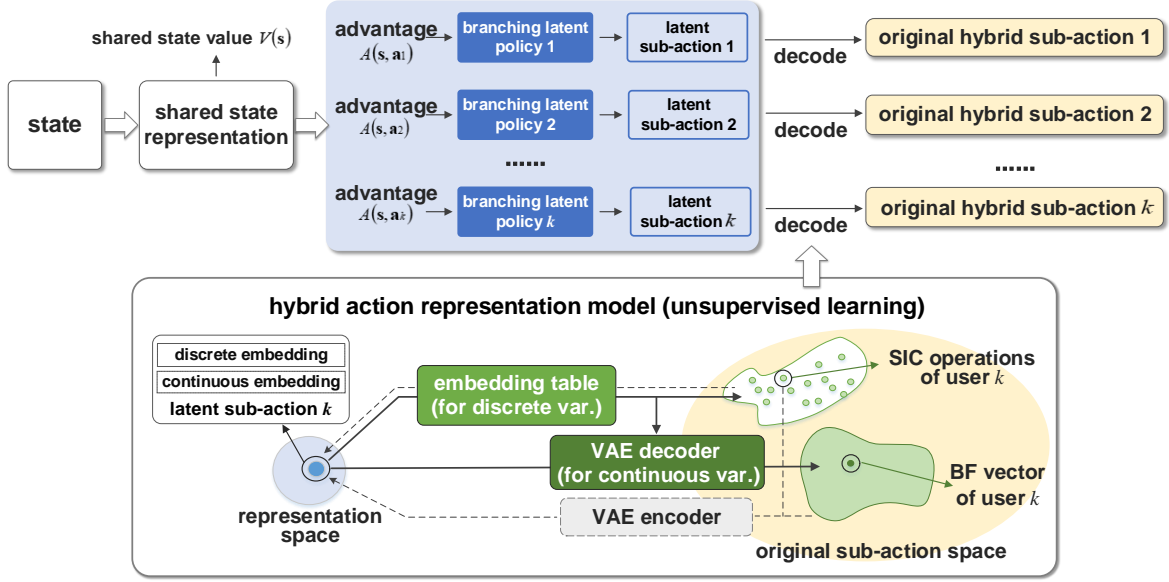 shared state value V(s)
state
shared state
representation
advantage
A(s, a1)
branching latent
policy 1
latent
sub-action 1
decode
original hybrid sub-action 1
advantage
A(s, a2)
branching latent
policy 2
latent
sub-action 2
decode
original hybrid sub-action 2
......
......
advantage
A(s, ak)
branching latent
policy k
latent
sub-action k
decode
original hybrid sub-action k
hybrid action representation model (unsupervised learning)
discrete embedding
continuous embedding
latent sub-action k
embedding table
(for discrete var.)
SIC operations
of user k
VAE decoder
(for continuous var.)
BF vector
of user k
representation
space
VAE encoder
original sub-action space